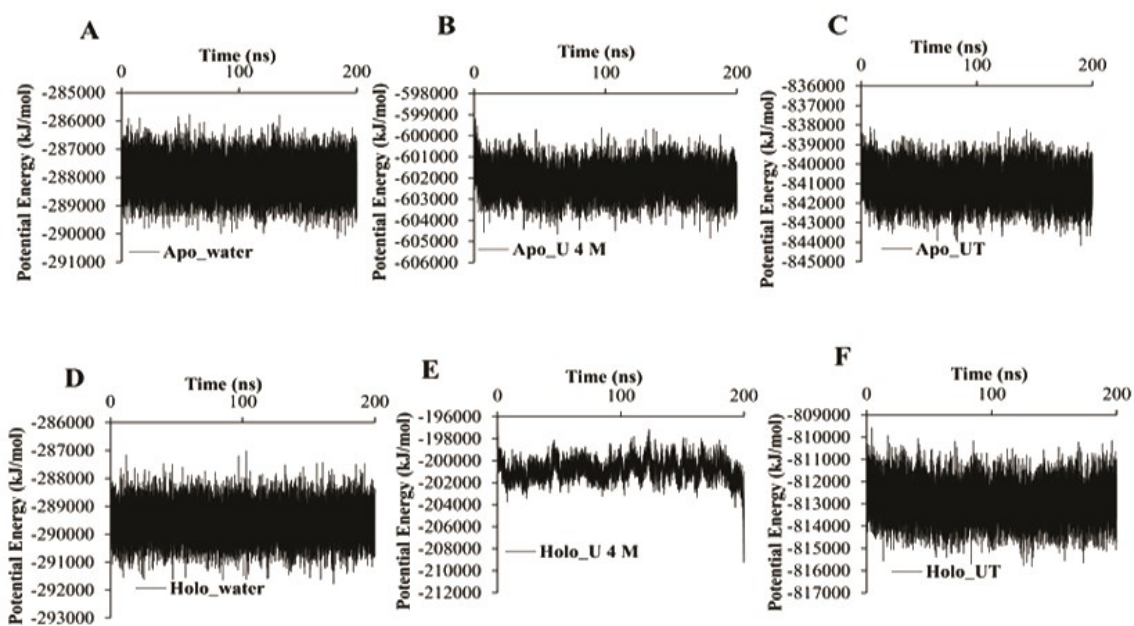 A
Time (ns)
0 100 200
Potential Energy (kJ/mol)
-285000
-286000
-287000
-288000
-289000
-290000
-291000
Apo_water
B
Time (ns)
0 100 200
Potential Energy (kJ/mol)
-598000
-599000
-600000
-601000
-602000
-603000
-604000
-605000
-606000
Apo_U 4 M
C
Time (ns)
0 100 200
Potential Energy (kJ/mol)
-836000
-837000
-838000
-839000
-840000
-841000
-842000
-843000
-844000
-845000
Apo_UT
D
Time (ns)
0 100 200
Potential Energy (kJ/mol)
-286000
-287000
-288000
-289000
-290000
-291000
-292000
-293000
Holo_water
E
Time (ns)
0 100 200
Potential Energy (kJ/mol)
-196000
-198000
-200000
-202000
-204000
-206000
-208000
-210000
-212000
Holo_U 4 M
F
Time (ns)
0 100 200
Potential Energy (kJ/mol)
-809000
-810000
-811000
-812000
-813000
-814000
-815000
-816000
-817000
Holo_UT